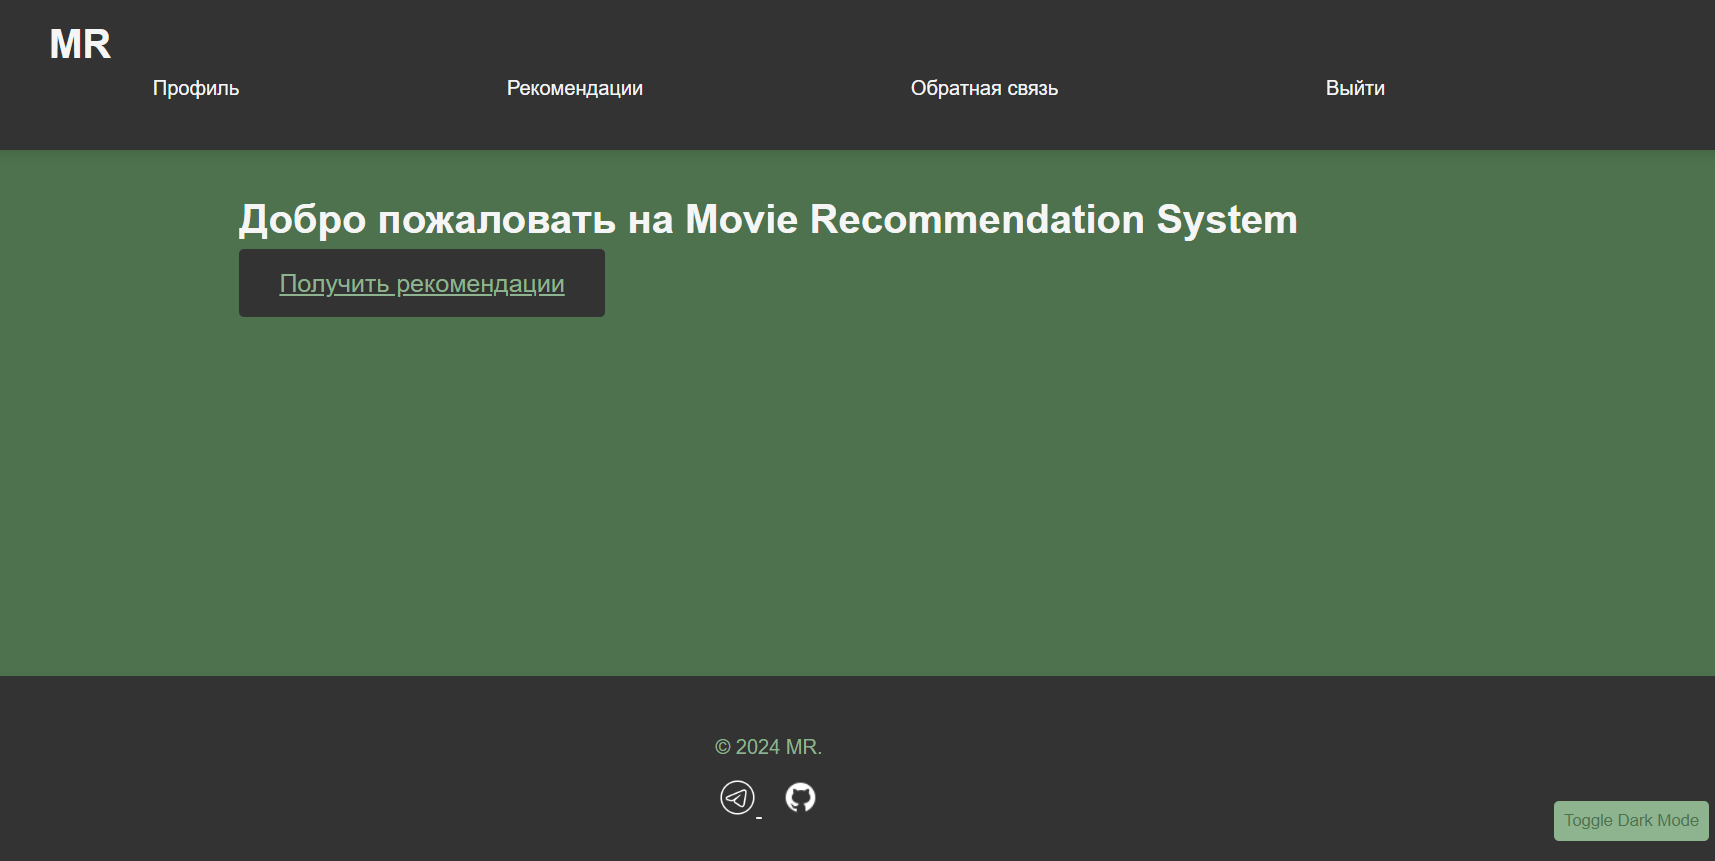 MR
Профиль Рекомендации Обратная связь Выйти
Добро пожаловать на Movie Recommendation System
Получить рекомендации
© 2024 MR.
Toggle Dark Mode